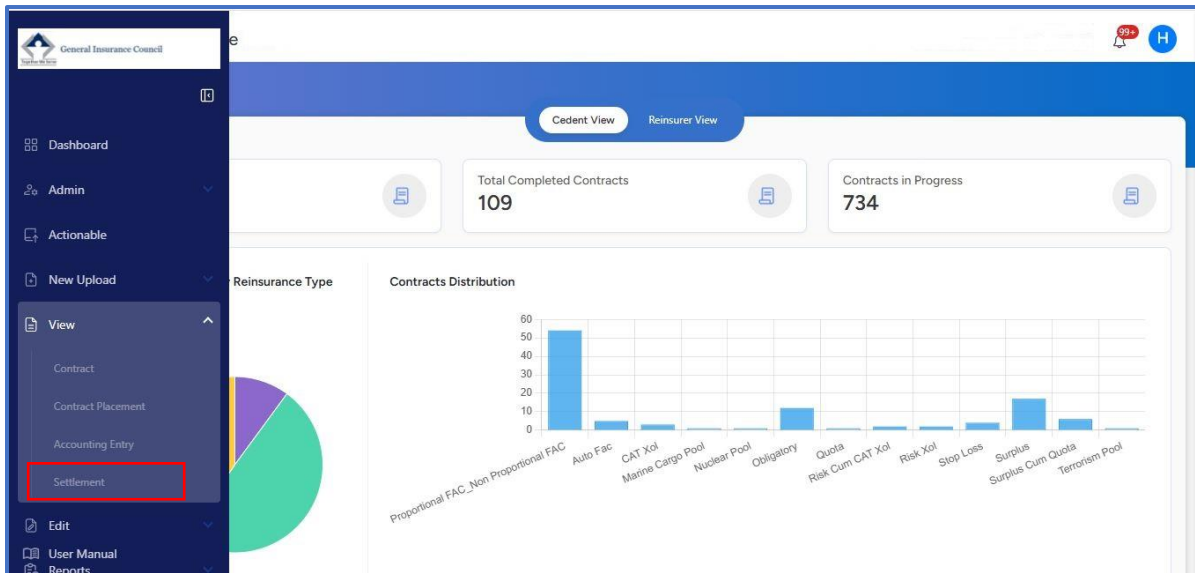 General Insurance Council
e
99+
H
Dashboard
Admin
Actionable
New Upload
View
Contract
Contract Placement
Accounting Entry
Settlement
Edit
User Manual
Reports
Cedent View
Reinsurer View
Total Completed Contracts
109
Contracts in Progress
734
Reinsurance Type
Contracts Distribution
60
50
40
30
20
10
0
Proportional FAC_Non Proportional FAC
Auto Fac
CAT Xol
Marine Cargo Pool
Nuclear Pool
Obligatory
Quota
Risk Cum CAT Xol
Risk Xol
Stop Loss
Surplus
Surplus Cum Quota
Terrorism Pool